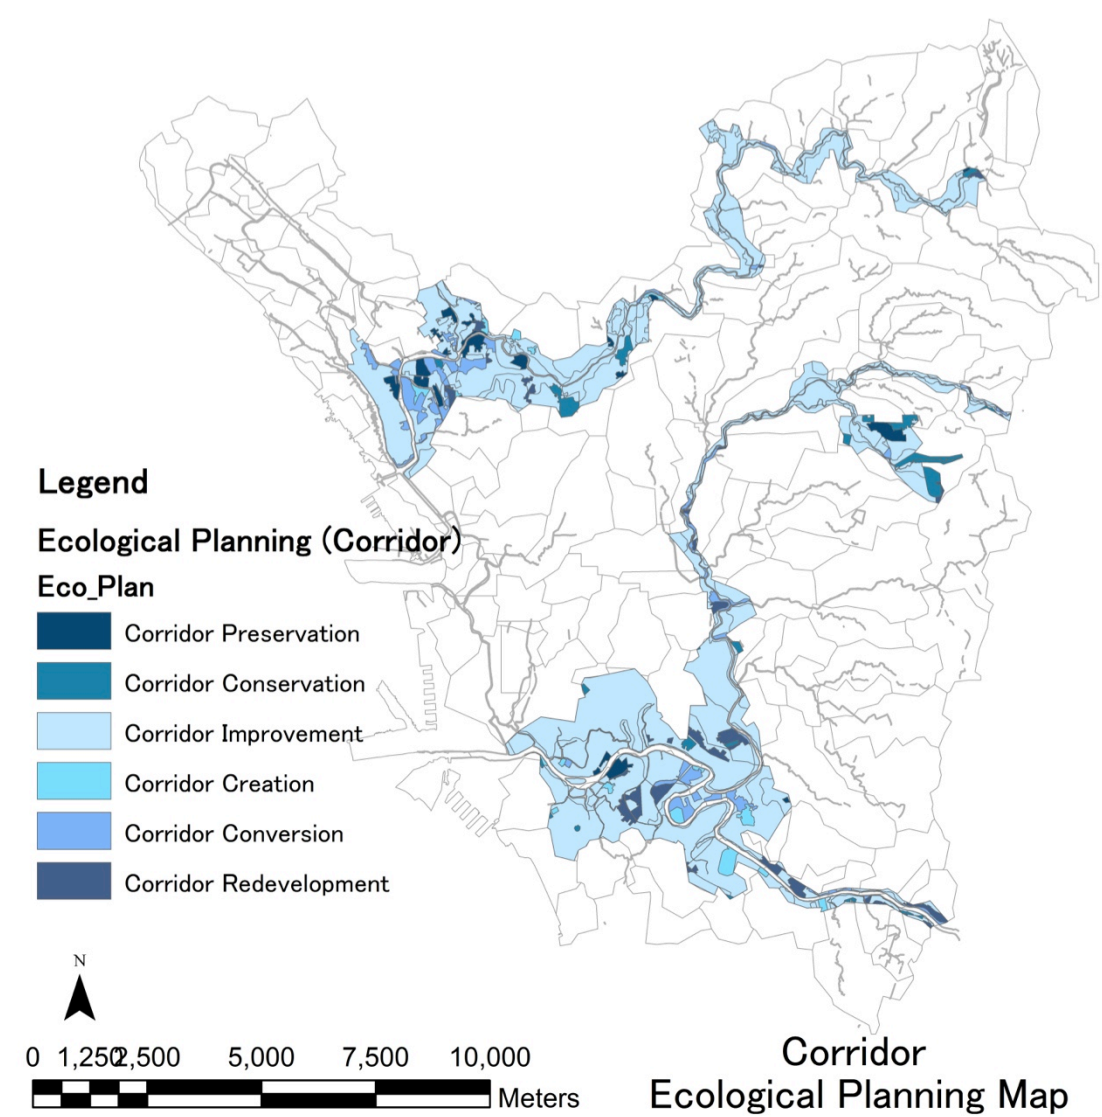 Legend
Ecological Planning (Corridor)
Eco_Plan
Corridor Preservation
Corridor Conservation
Corridor Improvement
Corridor Creation
Corridor Conversion
Corridor Redevelopment
N
0 1,250 2,500 5,000 7,500 10,000
Meters
Corridor
Ecological Planning Map